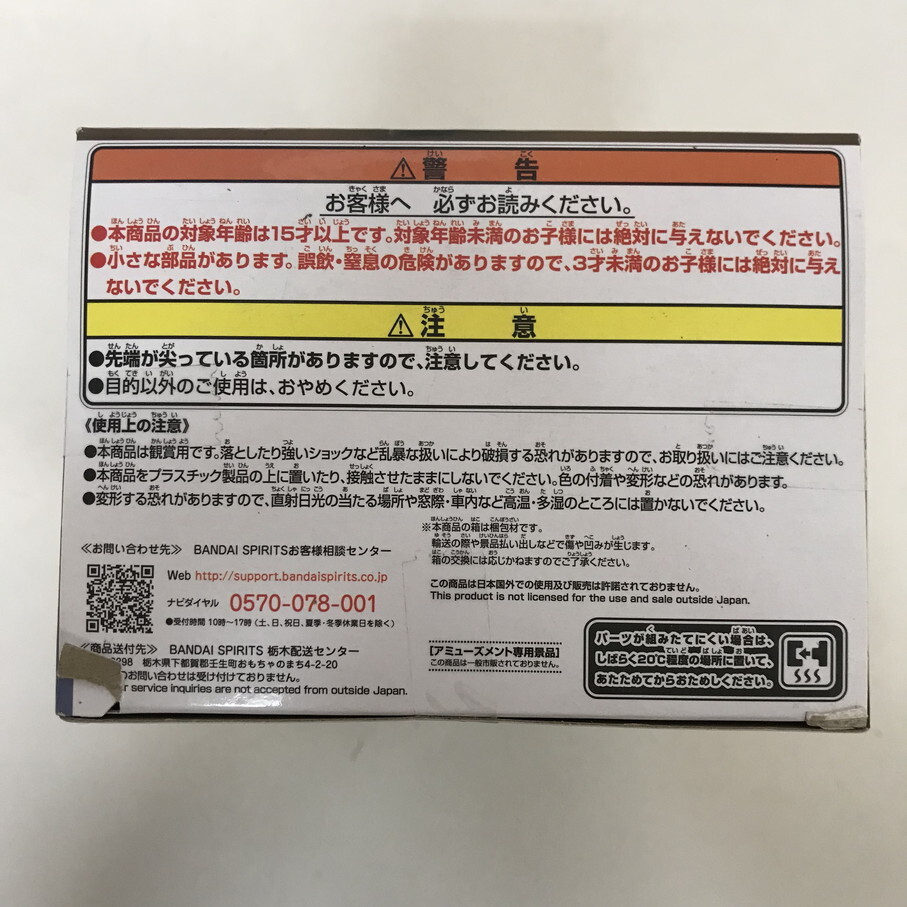 ⚠警告
お客様へ 必ずお読みください。
●本商品の対象年齢は15才以上です。対象年齢未満のお子様には絶対に与えないでください。
●小さな部品があります。誤飲・窒息の危険がありますので、3才未満のお子様には絶対に与え
ないでください。
⚠注意
●先端が尖っている箇所がありますので、注意してください。
●目的以外のご使用は、おやめください。
《使用上の注意》
●本商品は観賞用です。落としたり強いショックなど乱暴な扱いにより破損する恐れがありますので、お取り扱いにはご注意ください。
●本商品をプラスチック製品の上に置いたり、接触させたままにしないでください。色の付着や変形などの恐れがあります。
●変形する恐れがありますので、直射日光の当たる場所や窓際・車内など高温・多湿のところには置かないでください。
※本商品の箱は梱包材です。
輸送の際や景品払い出しなどで傷や凹みが生じます。
箱の交換には応じかねますのでご了承ください。
≪お問い合わせ先≫ BANDAI SPIRITSお客様相談センター
Web http://support.bandaispirits.co.jp
ナビダイヤル 0570-078-001
●受付時間 10時〜17時(土、日、祝日、夏季・冬季休業日を除く)
この商品は日本国外での使用及び販売は許諾されておりません。
This product is not licensed for the use and sale outside Japan.
≪商品送付先≫ BANDAI SPIRITS 栃木配送センター
298 栃木県下都賀郡壬生町おもちゃのまち4-2-20
のお問い合わせは受け付けておりません。
service inquiries are not accepted from outside Japan.
【アミューズメント専用景品】
この商品は一般市販されておりません。
パーツが組みたてにくい場合は、
しばらく20℃程度の場所に置いて、
あたためてからおためしください。